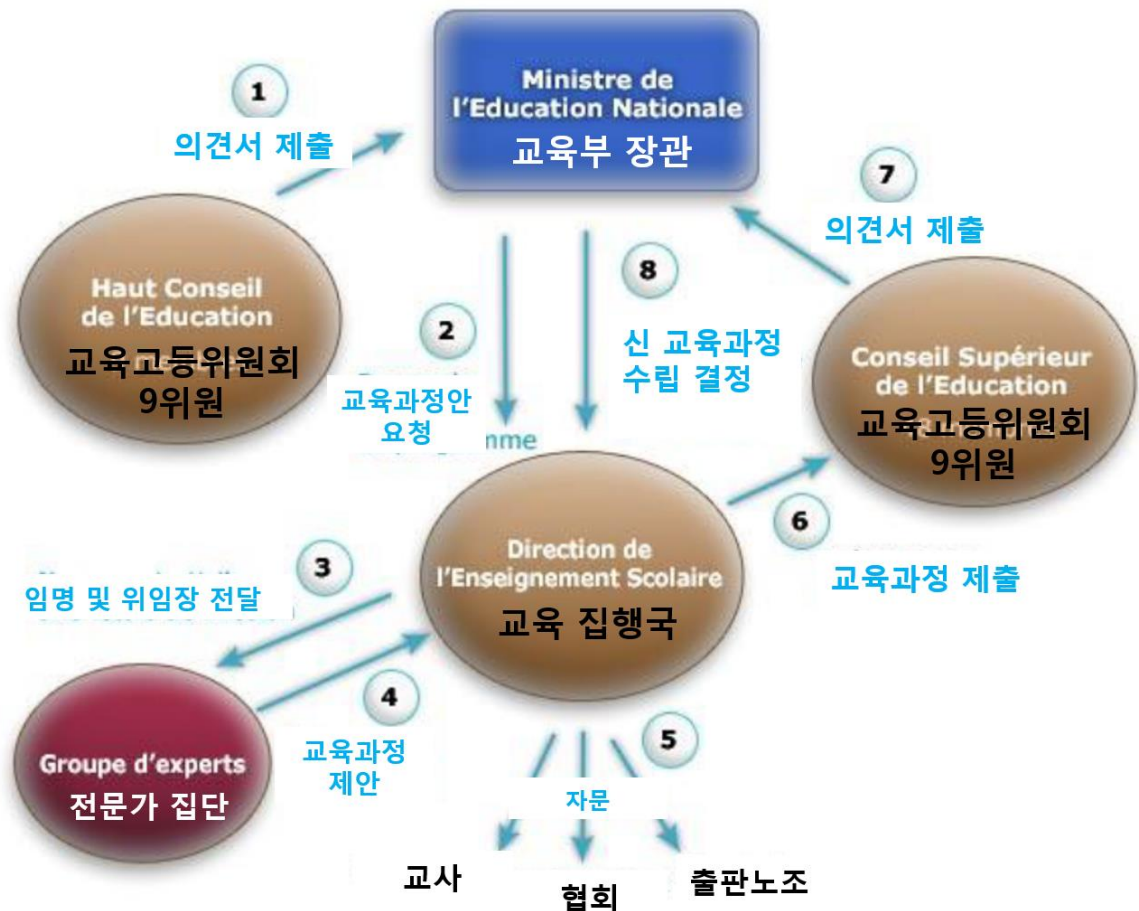 Ministre de
l'Education Nationale
교육부 장관
1
의견서 제출
7
의견서 제출
Haut Conseil
de l'Education
교육고등위원회
9위원
2
교육과정안
요청
mme
8
신 교육과정
수립 결정
Conseil Supérieur
de l'Education
교육고등위원회
9위원
6
교육과정 제출
Direction de
l'Enseignement Scolaire
교육 집행국
3
임명 및 위임장 전달
4
교육과정
제안
Groupe d'experts
전문가 집단
5
자문
교사
협회
출판노조